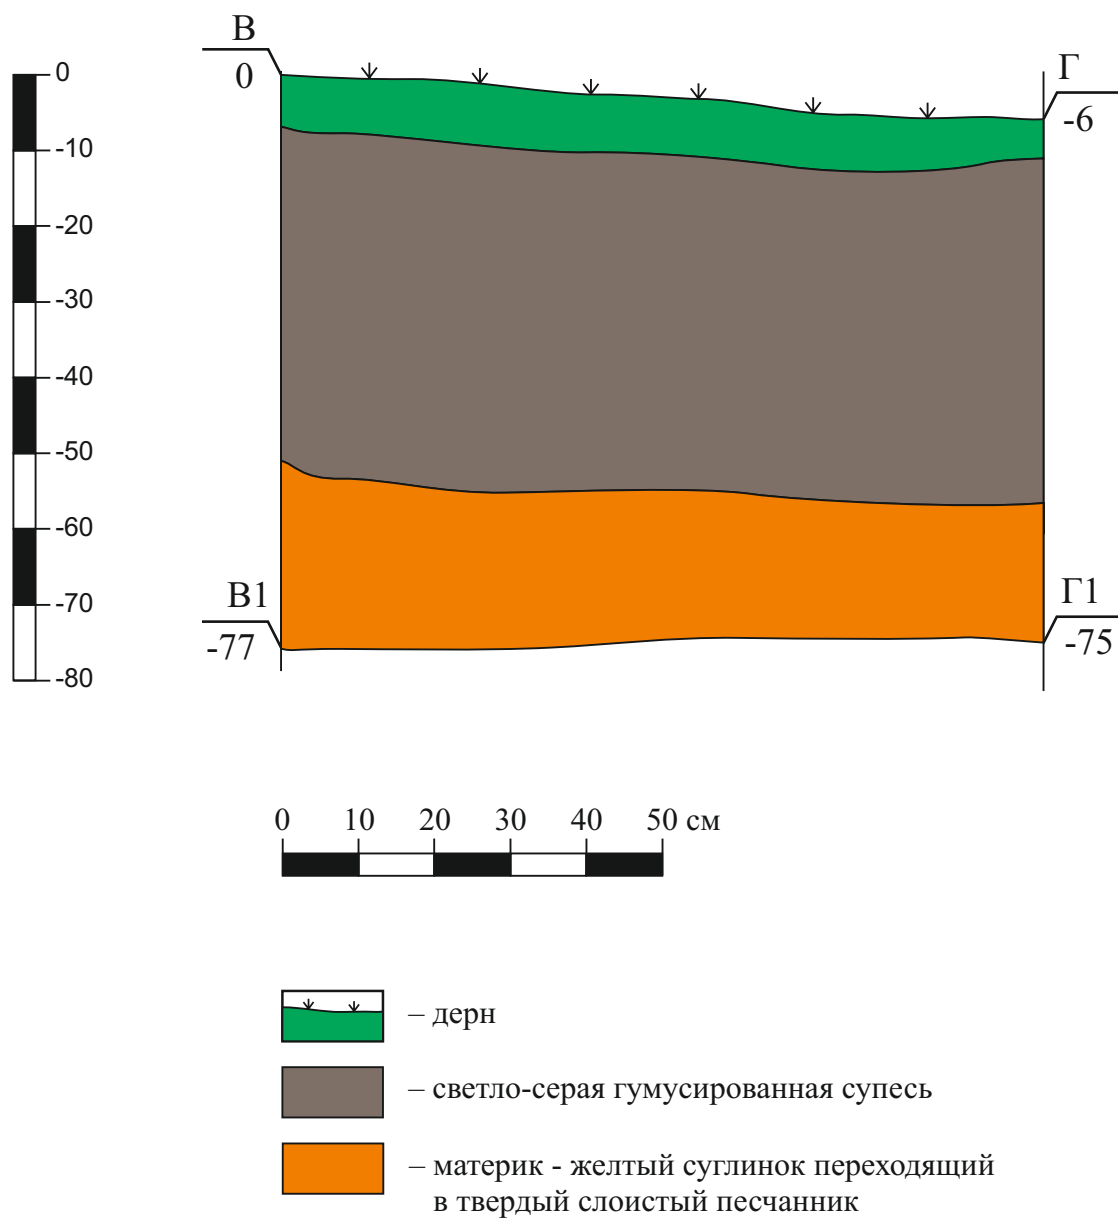 В
0
Г
-6
0
-10
-20
-30
-40
-50
-60
-70
-80
В1
-77
Г1
-75
0 10 20 30 40 50 см
– дерн
– светло-серая гумусированная супесь
– материк - желтый суглинок переходящий
в твердый слоистый песчанник